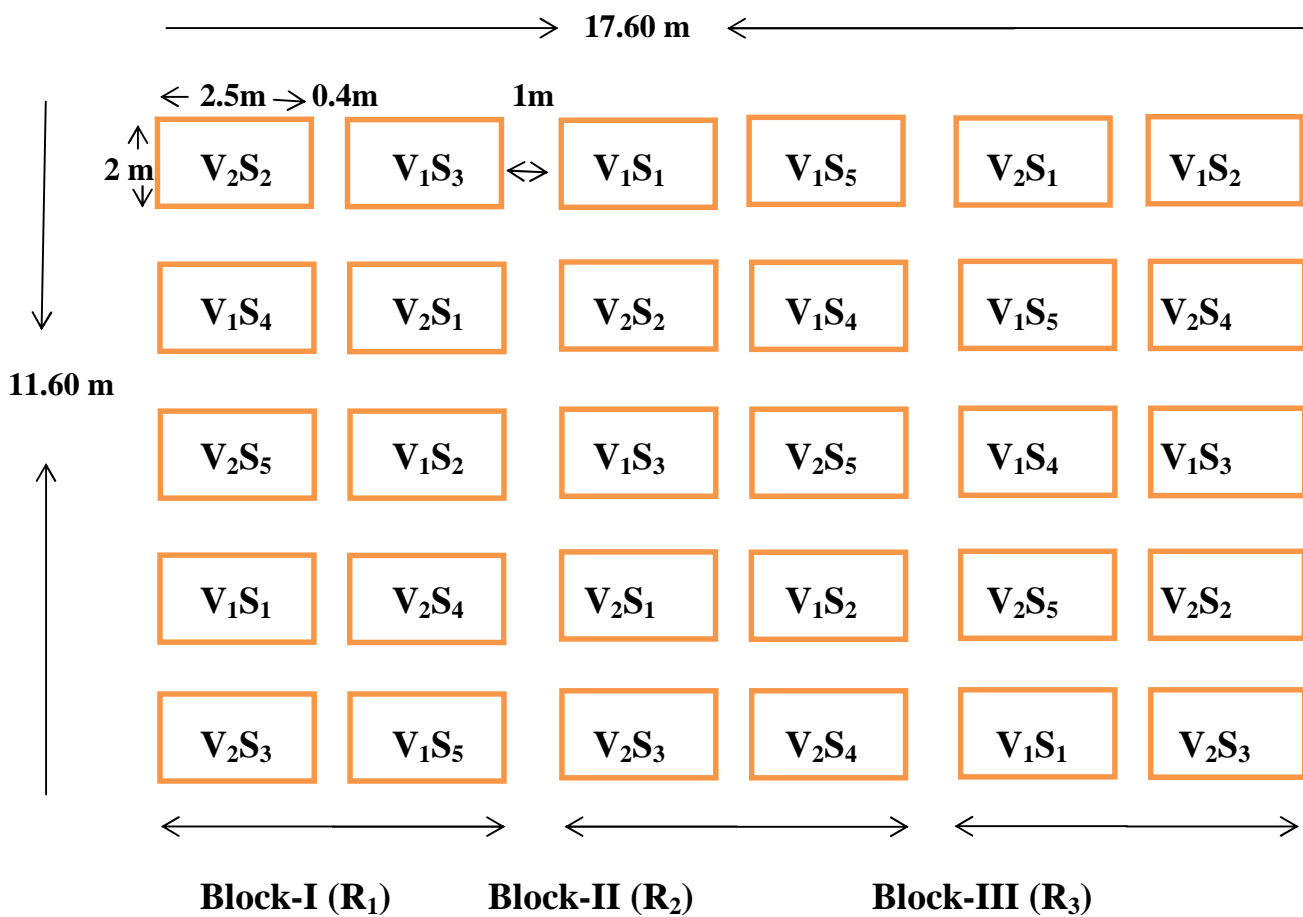 17.60 m
2.5m 0.4m 1m
2 m
V₂S₂ V₁S₃ V₁S₁ V₁S₅ V₂S₁ V₁S₂
V₁S₄ V₂S₁ V₂S₂ V₁S₄ V₁S₅ V₂S₄
11.60 m
V₂S₅ V₁S₂ V₁S₃ V₂S₅ V₁S₄ V₁S₃
V₁S₁ V₂S₄ V₂S₁ V₁S₂ V₂S₅ V₂S₂
V₂S₃ V₁S₅ V₂S₃ V₂S₄ V₁S₁ V₂S₃
Block-I (R₁) Block-II (R₂) Block-III (R₃)